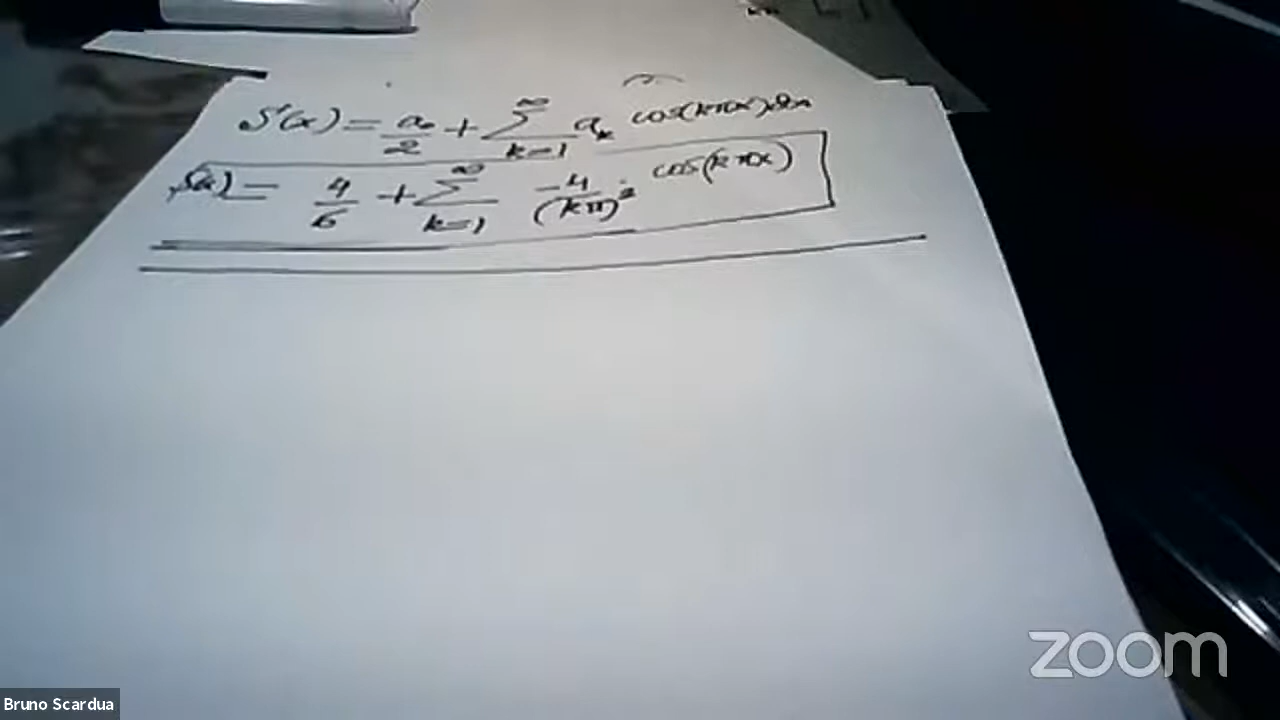 S(x) = a₀/2 + ∑_{k=1}^{∞} a_k cos(kπx)
S(x) = 4/6 + ∑_{k=1}^{∞} -4/(kπ)² cos(kπx)
zoom
Bruno Scardua